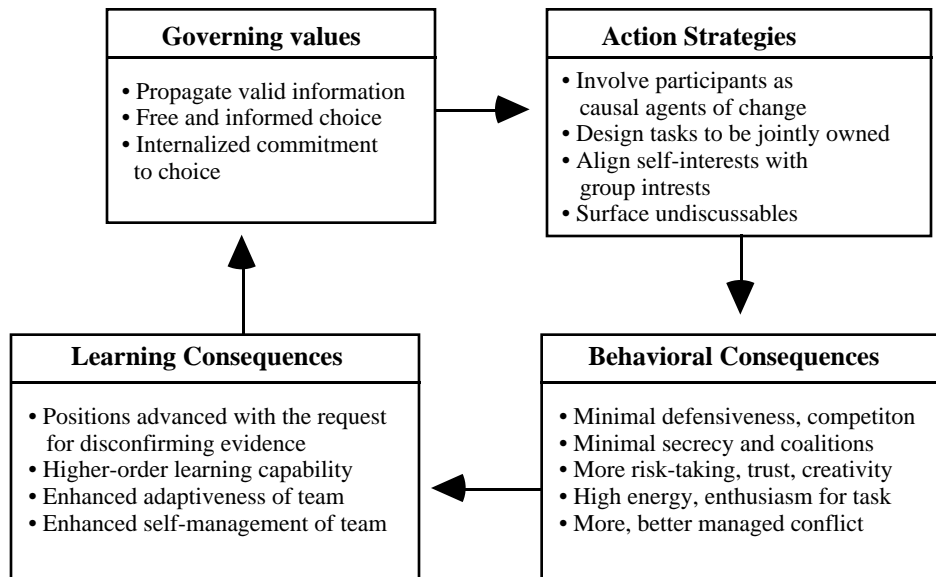 Governing values
• Propagate valid information
• Free and informed choice
• Internalized commitment
to choice
Action Strategies
• Involve participants as
causal agents of change
• Design tasks to be jointly owned
• Align self-interests with
group intrests
• Surface undiscussables
Learning Consequences
• Positions advanced with the request
for disconfirming evidence
• Higher-order learning capability
• Enhanced adaptiveness of team
• Enhanced self-management of team
Behavioral Consequences
• Minimal defensiveness, competiton
• Minimal secrecy and coalitions
• More risk-taking, trust, creativity
• High energy, enthusiasm for task
• More, better managed conflict